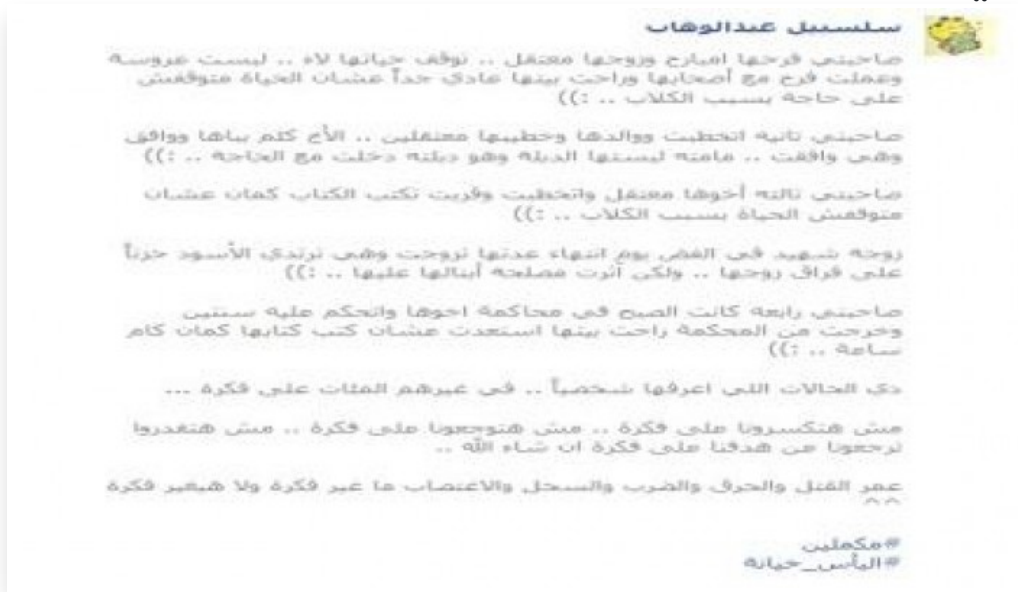 سلسبيل عبدالوهاب
صاحبتي فرحها امبارح وزوجها معتقل .. توقف حياتها لاء .. لبست عروسة
وعملت فرح مع أصحابها وراحت بيتها عادي جداً عشان الحياة متوقفش
على حاجة بسبب الكلاب .. :))
صاحبتي تانية اتخطبت ووالدها وخطيبها معتقلين .. الأخ كلم باباها ووافق
وهي وافقت .. مامته لبستها الدبلة وهو دبلته دخلت مع الحاجة .. :))
صاحبتي تالتة أخوها معتقل واتخطبت وقربت تكتب الكتاب كمان عشان
متوقفش الحياة بسبب الكلاب .. :))
زوجة شهيد في الفض يوم انتهاء عدتها تزوجت وهي ترتدي الأسود حزناً
على فراق زوجها .. ولكن آثرت مصلحة أبنائها عليها .. :))
صاحبتي رابعة كانت الصبح في محاكمة اخوها واتحكم عليه سنتين
وخرجت من المحكمة راحت بيتها استعدت عشان كتب كتابها كمان كام
ساعة .. :))
دي الحالات اللي اعرفها شخصياً .. في غيرهم المئات على فكرة ...
مش هتكسرونا على فكرة .. مش هتوجعونا على فكرة .. مش هتقدروا
ترجعونا عن هدفنا على فكرة ان شاء الله ..
عمر القتل والحرق والضرب والسحل والاغتصاب ما غير فكرة ولا هيغير فكرة
^^
#مكملين
#اليأس_خيانة